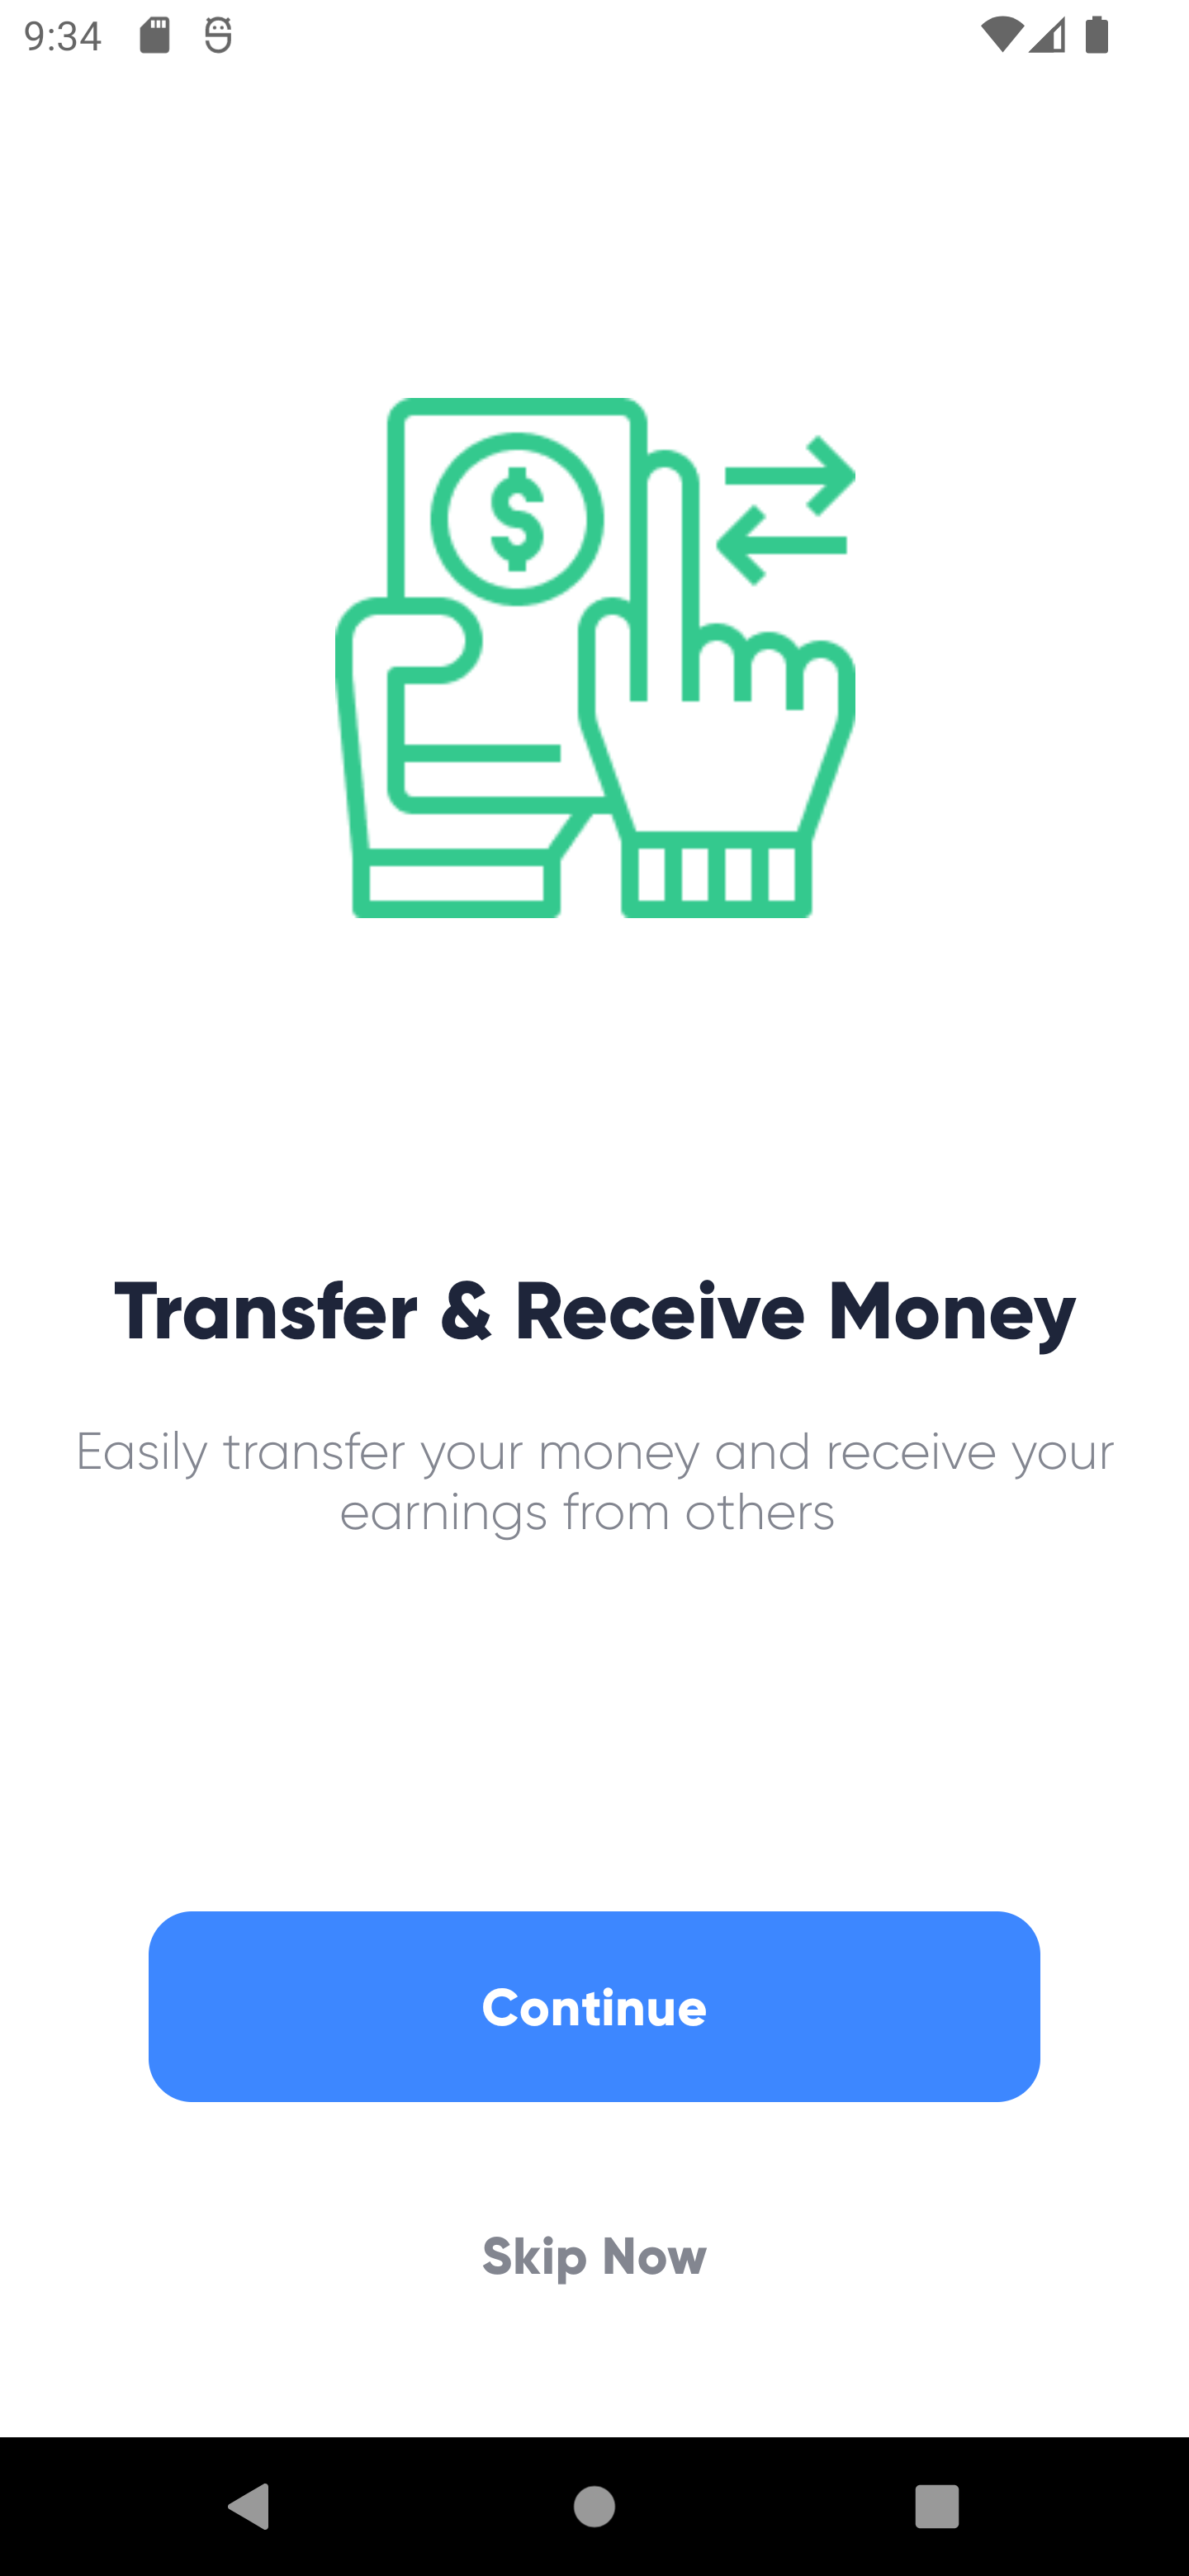 9:34
$
Transfer & Receive Money
Easily transfer your money and receive your
earnings from others
Continue
Skip Now